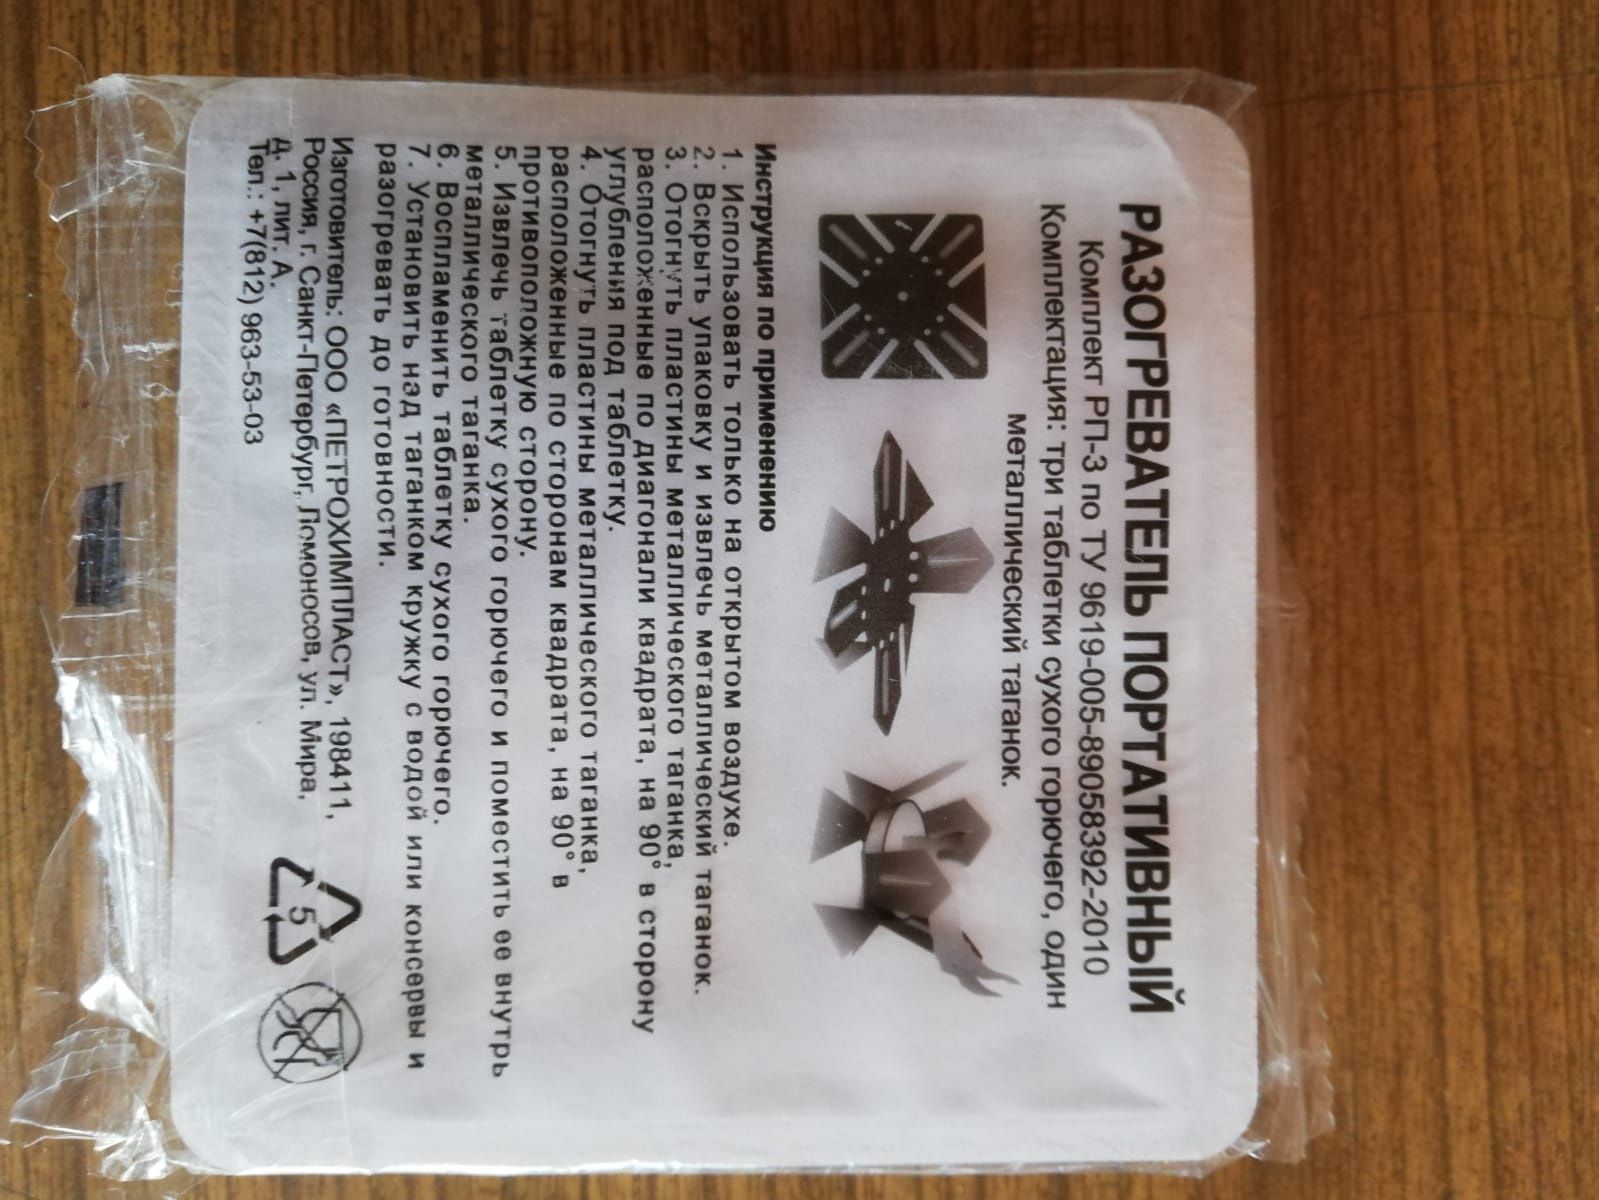 РАЗОГРЕВАТЕЛЬ ПОРТАТИВНЫЙ
Комплект РП-3 по ТУ 9619-005-89058392-2010
Комплектация: три таблетки сухого горючего, один
металлический таганок.
Инструкция по применению
1. Использовать только на открытом воздухе.
2. Вскрыть упаковку и извлечь металлический таганок.
3. Отогнуть пластины металлического таганка,
расположенные по диагонали квадрата, на 90° в сторону
углубления под таблетку.
4. Отогнуть пластины металлического таганка,
расположенные по сторонам квадрата, на 90° в
противоположную сторону.
5. Извлечь таблетку сухого горючего и поместить ее внутрь
металлического таганка.
6. Воспламенить таблетку сухого горючего.
7. Установить над таганком кружку с водой или консервы и
разогревать до готовности.
Изготовитель: ООО «ПЕТРОХИМПЛАСТ», 198411,
Россия, г. Санкт-Петербург, Ломоносов, ул. Мира,
д. 1, лит. А.
Тел.: +7(812) 963-53-03
5